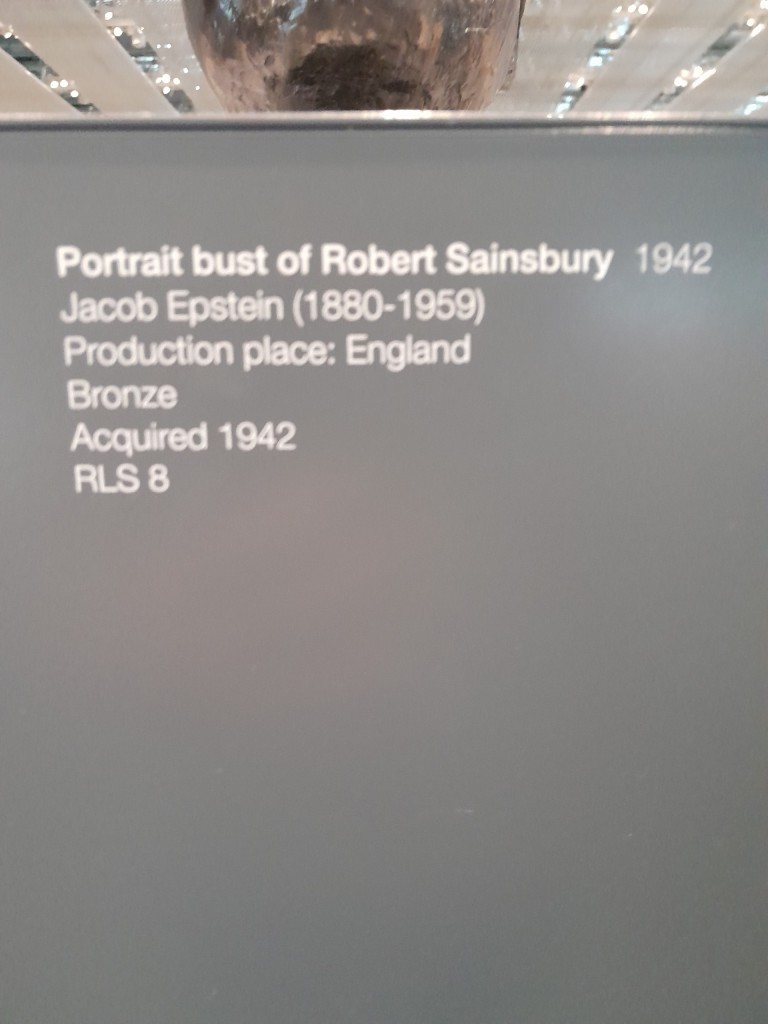 Portrait bust of Robert Sainsbury 1942
Jacob Epstein (1880-1959)
Production place: England
Bronze
Acquired 1942
RLS 8